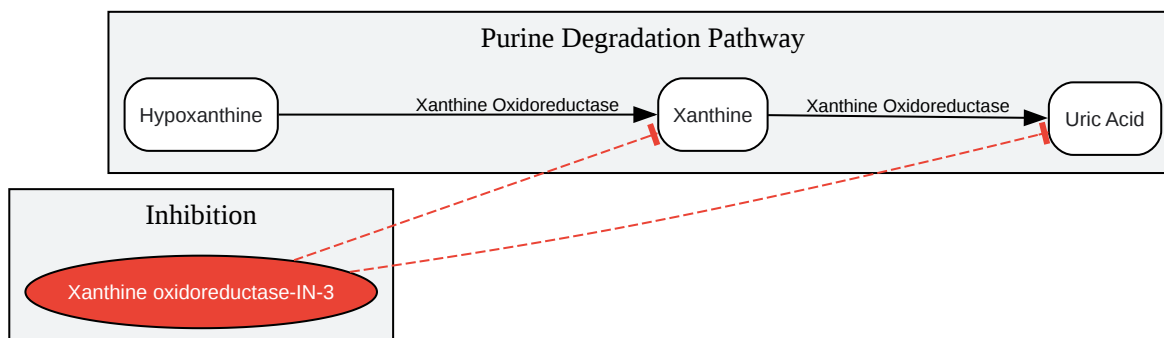 Purine Degradation Pathway
Hypoxanthine
Xanthine Oxidoreductase
Xanthine
Xanthine Oxidoreductase
Uric Acid
Inhibition
Xanthine oxidoreductase-IN-3